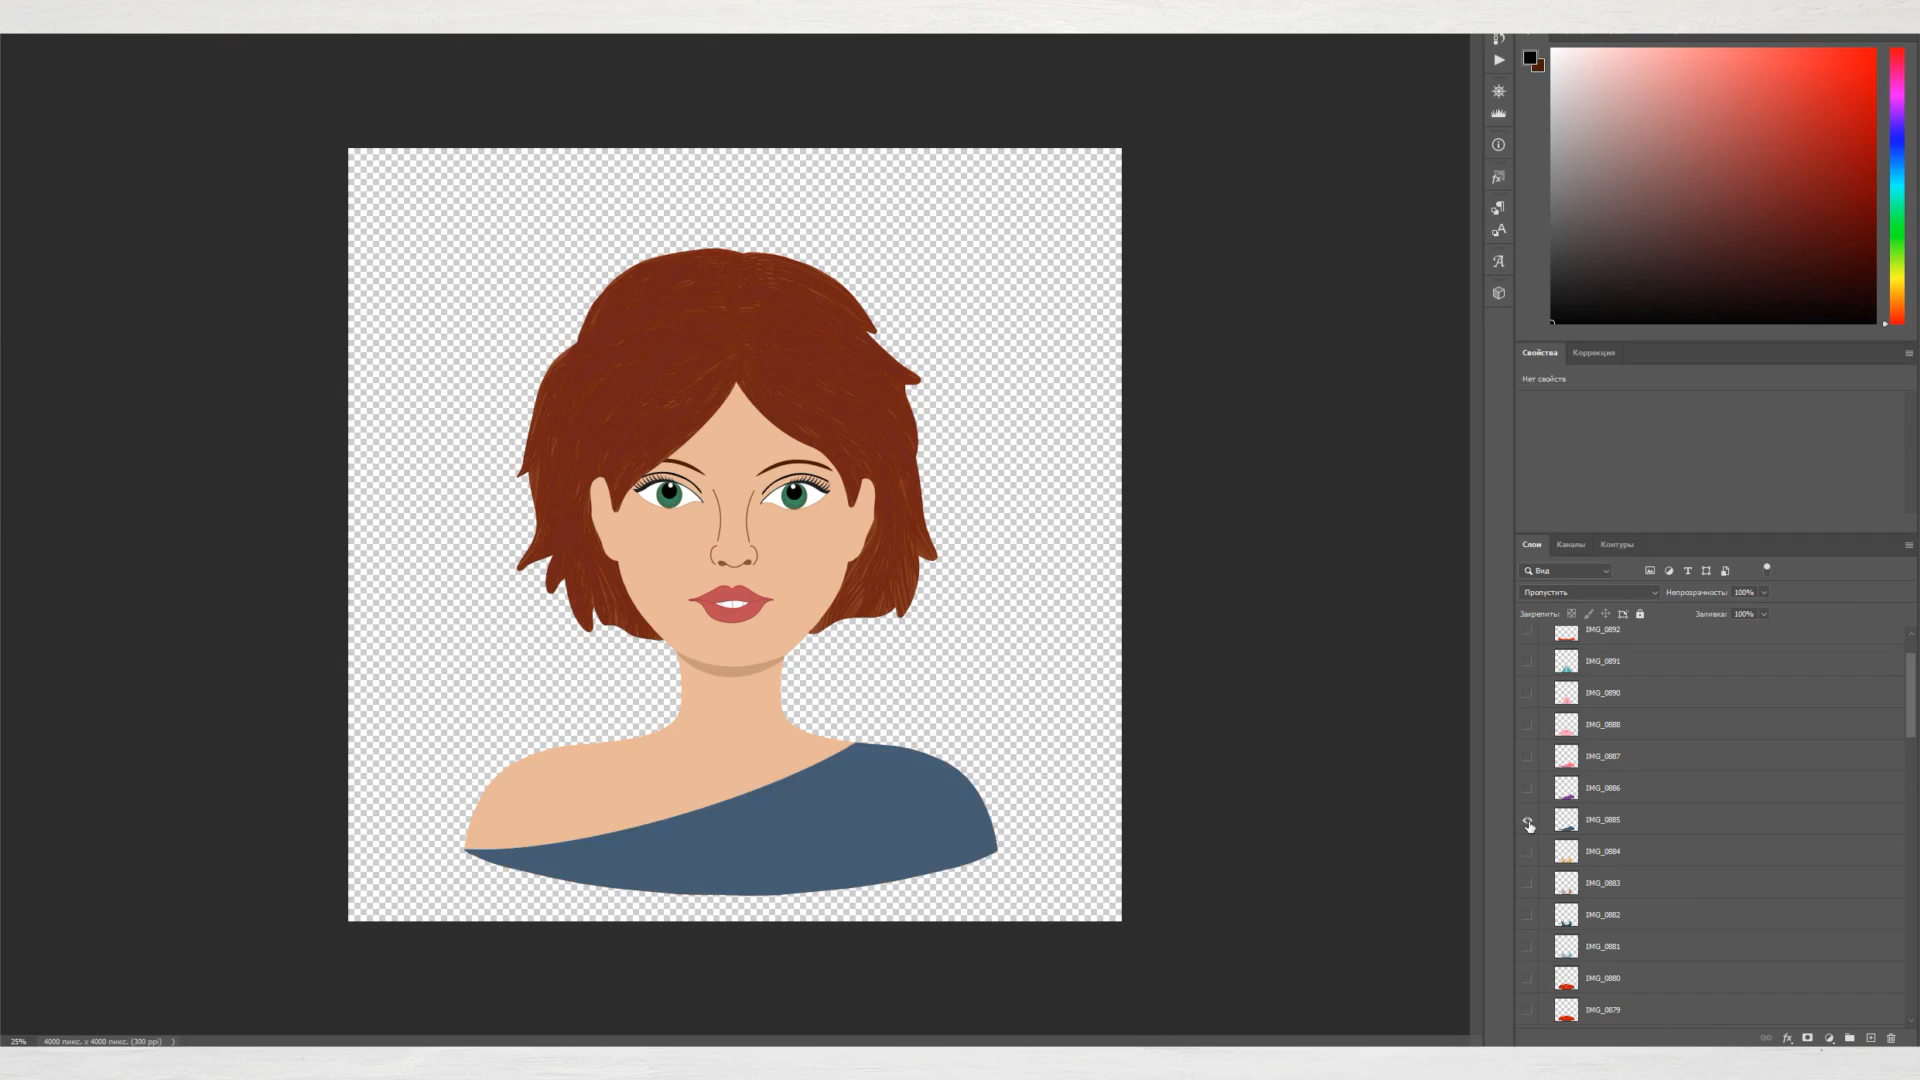 Свойства
Коррекция
Нет свойств
Слои
Каналы
Контуры
Вид
Пропустить
Непрозрачность: 100%
Закрепить:
Заливка: 100%
IMG_0892
IMG_0891
IMG_0890
IMG_0888
IMG_0887
IMG_0886
IMG_0885
IMG_0884
IMG_0883
IMG_0882
IMG_0881
IMG_0880
IMG_0879
25%
4000 пикс. x 4000 пикс. (300 ppi)